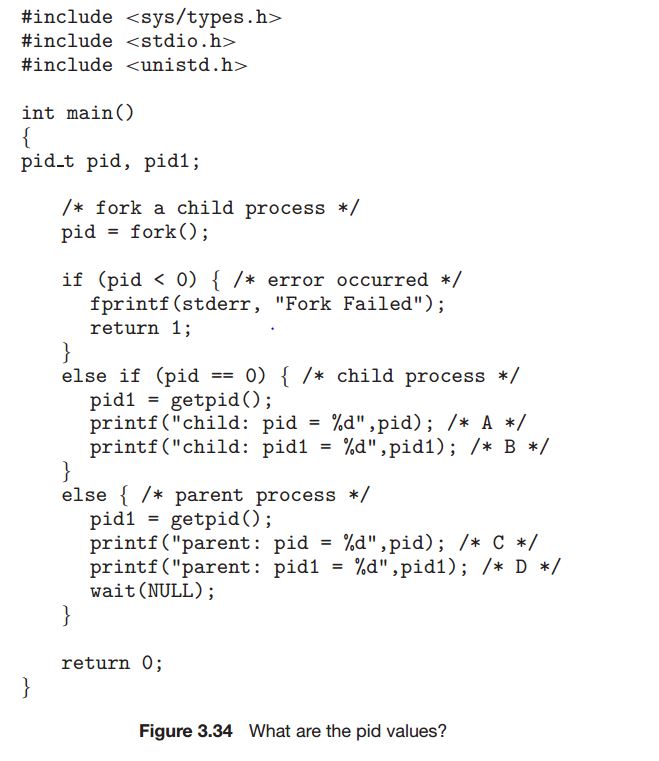 #include <sys/types.h>
#include <stdio.h>
#include <unistd.h>
int main()
{
pid_t pid, pid1;
/* fork a child process */
pid = fork();
if (pid < 0) { /* error occurred */
fprintf(stderr, "Fork Failed");
return 1;
}
else if (pid == 0) { /* child process */
pid1 = getpid();
printf("child: pid = %d",pid); /* A */
printf("child: pid1 = %d",pid1); /* B */
}
else { /* parent process */
pid1 = getpid();
printf("parent: pid = %d",pid); /* C */
printf("parent: pid1 = %d",pid1); /* D */
wait(NULL);
}
return 0;
}
Figure 3.34 What are the pid values?